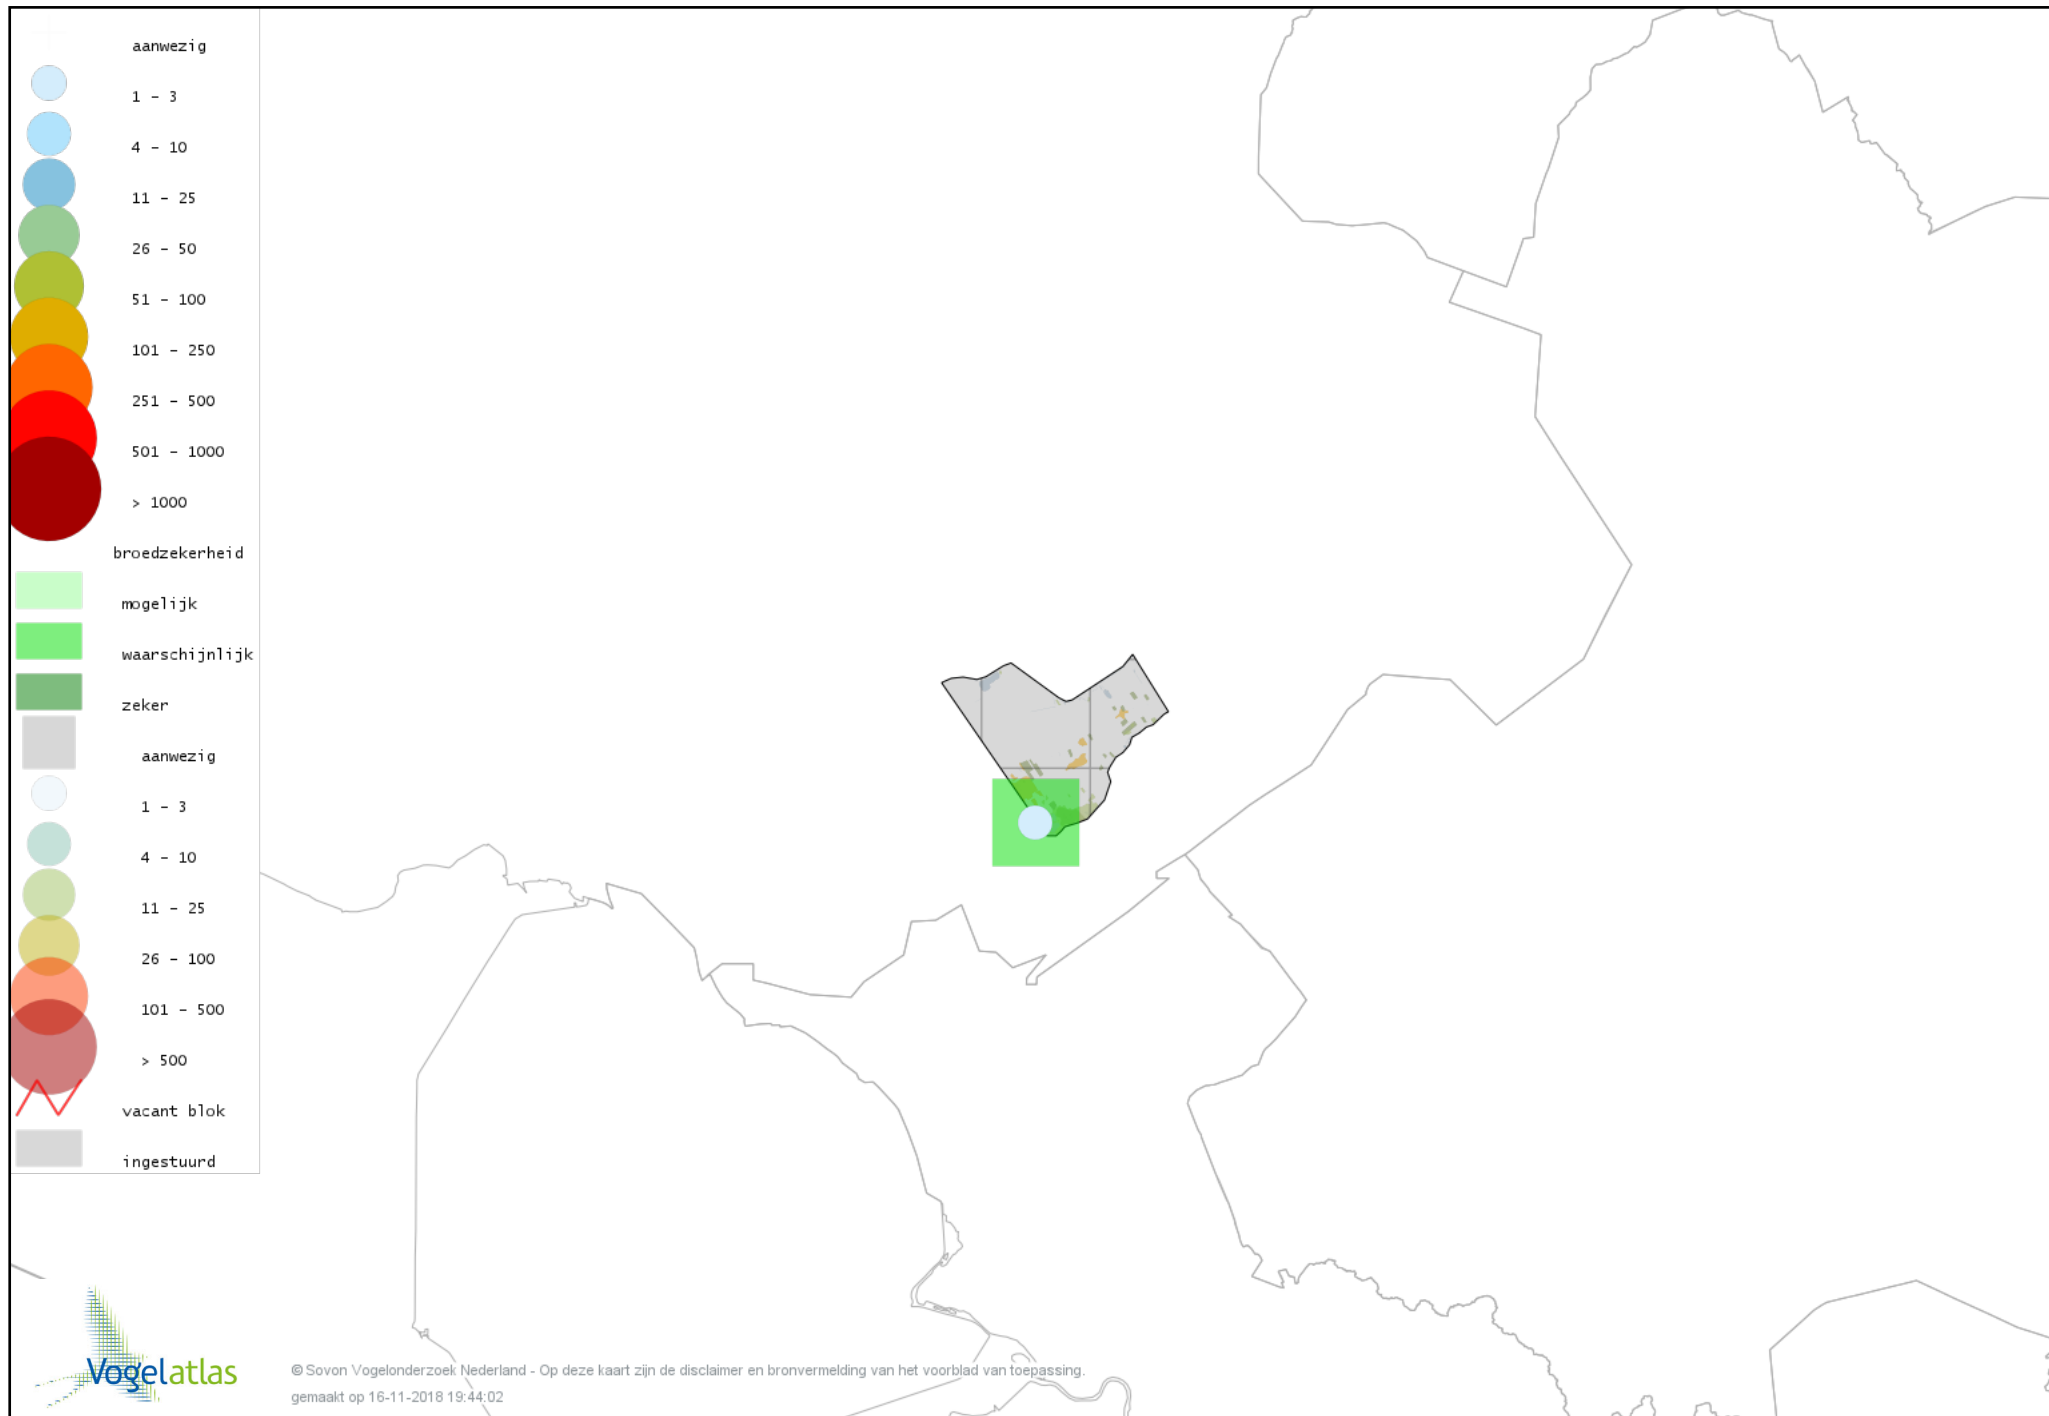 aanwezig
1 - 3
4 - 10
11 - 25
26 - 50
51 - 100
101 - 250
251 - 500
501 - 1000
> 1000
broedzekerheid
mogelijk
waarschijnlijk
zeker
aanwezig
1 - 3
4 - 10
11 - 25
26 - 100
101 - 500
> 500
vacant blok
ingestuurd
Vogelatlas
© Sovon Vogelonderzoek Nederland - Op deze kaart zijn de disclaimer en bronvermelding van het voorblad van toepassing.
gemaakt op 16-11-2018 19:44:02